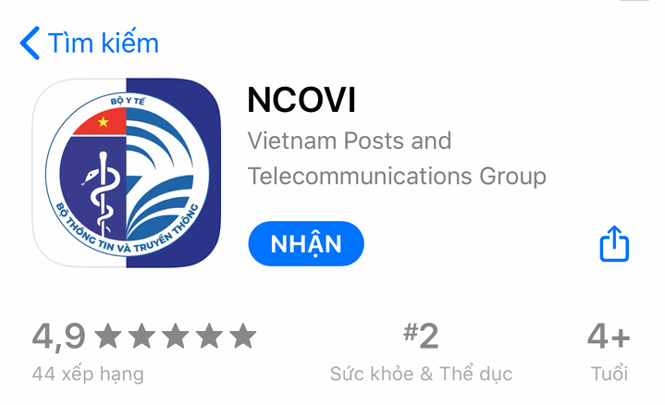 Tìm kiếm
BỘ Y TẾ
BỘ THÔNG TIN VÀ TRUYỀN THÔNG
NCOVI
Vietnam Posts and
Telecommunications Group
NHẬN
4,9
#2
4+
44 xếp hạng
Sức khỏe & Thể dục
Tuổi